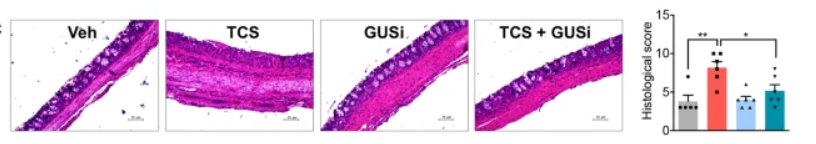 Veh
TCS
GUSi
TCS + GUSi
Histological score
15
10
5
0
**
*